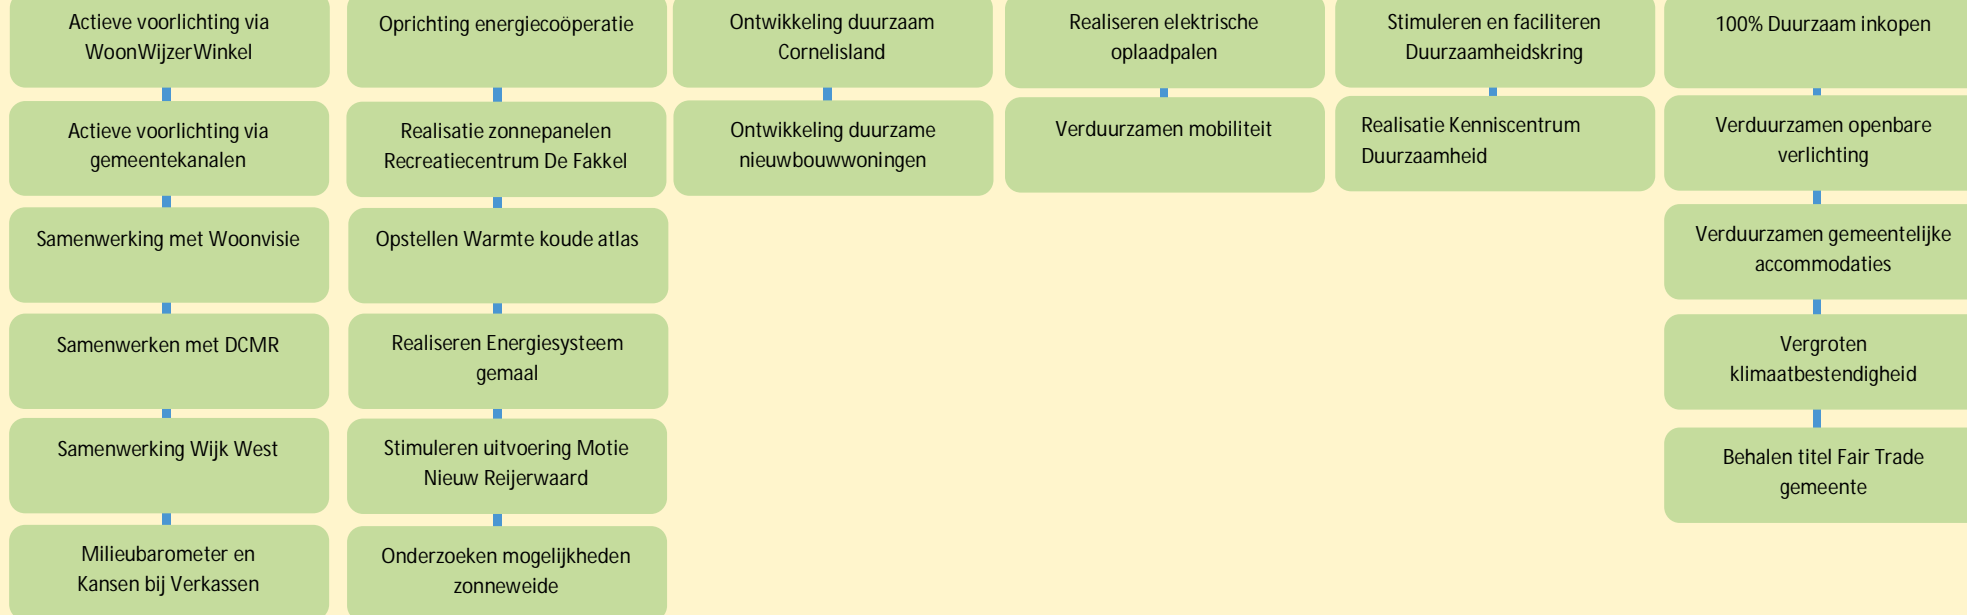 Actieve voorlichting via
WoonWijzerWinkel
Actieve voorlichting via
gemeentekanalen
Samenwerking met Woonvisie
Samenwerken met DCMR
Samenwerking Wijk West
Milieubarometer en
Kansen bij Verkassen
Oprichting energiecoöperatie
Realisatie zonnepanelen
Recreatiecentrum De Fakkel
Opstellen Warmte koude atlas
Realiseren Energiesysteem
gemaal
Stimuleren uitvoering Motie
Nieuw Reijerwaard
Onderzoeken mogelijkheden
zonneweide
Ontwikkeling duurzaam
Cornelisland
Ontwikkeling duurzame
nieuwbouwwoningen
Realiseren elektrische
oplaadpalen
Verduurzamen mobiliteit
Stimuleren en faciliteren
Duurzaamheidskring
Realisatie Kenniscentrum
Duurzaamheid
100% Duurzaam inkopen
Verduurzamen openbare
verlichting
Verduurzamen gemeentelijke
accommodaties
Vergroten
klimaatbestendigheid
Behalen titel Fair Trade
gemeente